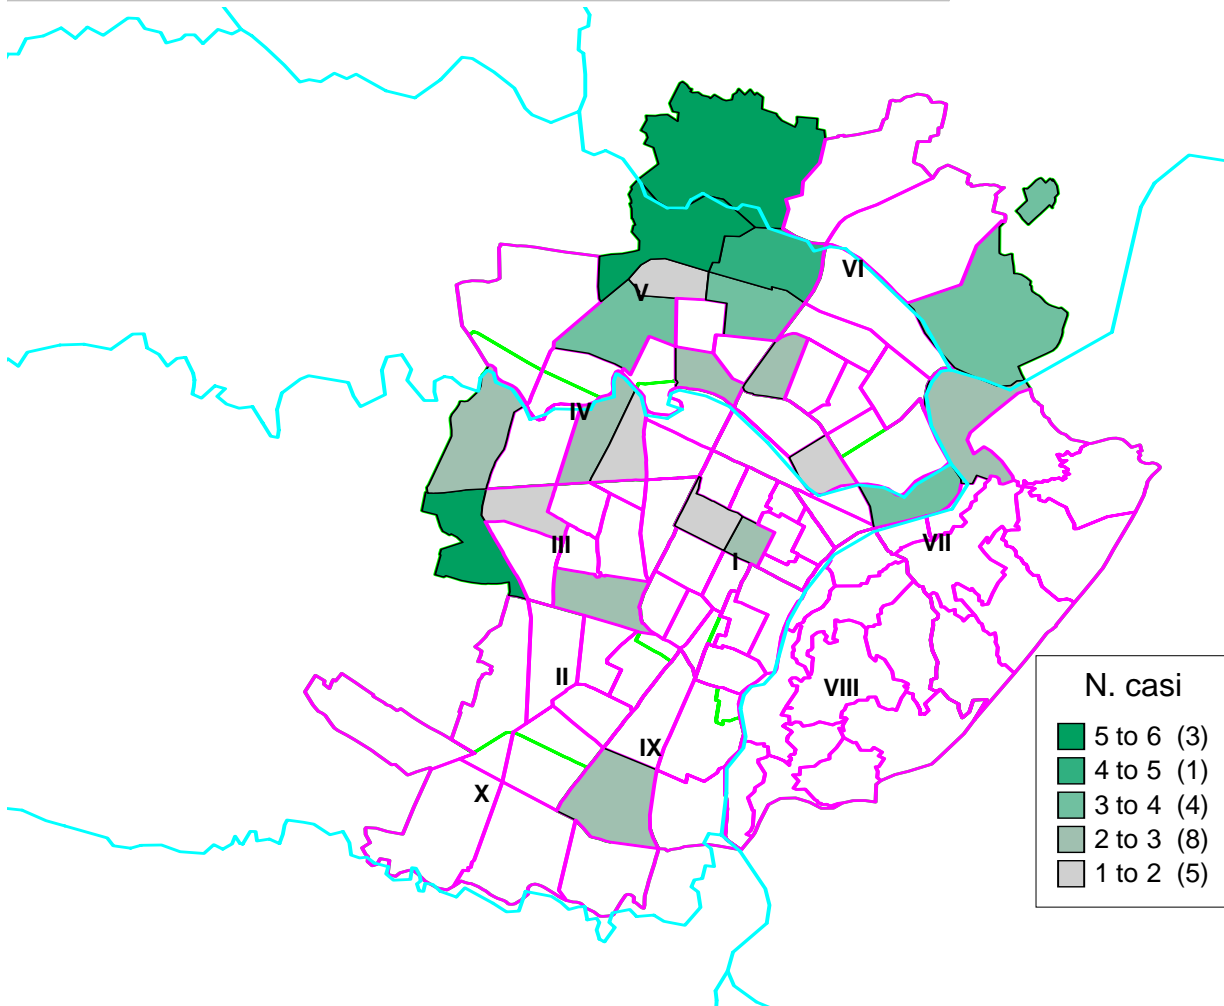 VI
V
IV
III
I
VII
II
VIII
IX
X
N. casi
5 to 6 (3)
4 to 5 (1)
3 to 4 (4)
2 to 3 (8)
1 to 2 (5)